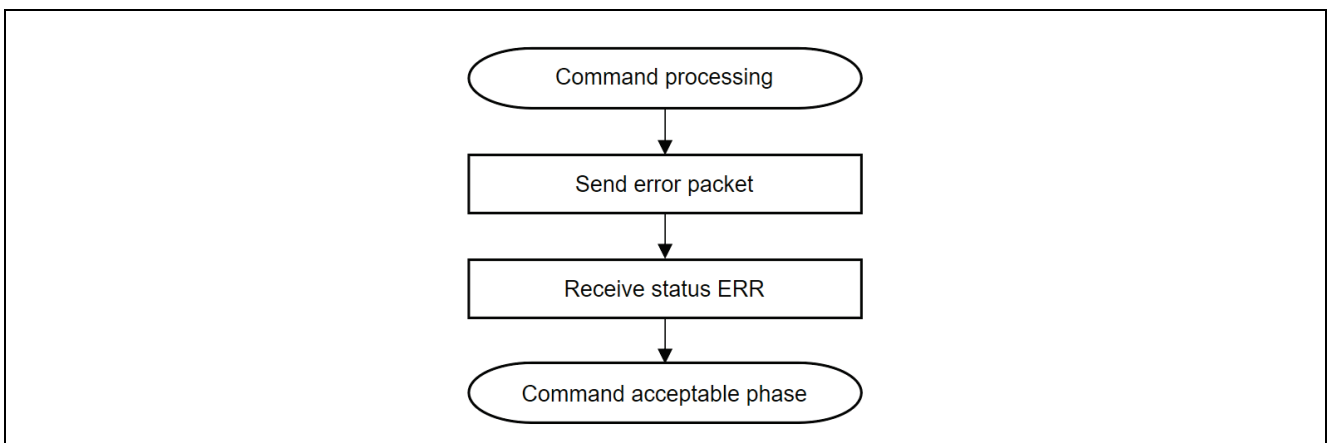 Command processing
Send error packet
Receive status ERR
Command acceptable phase